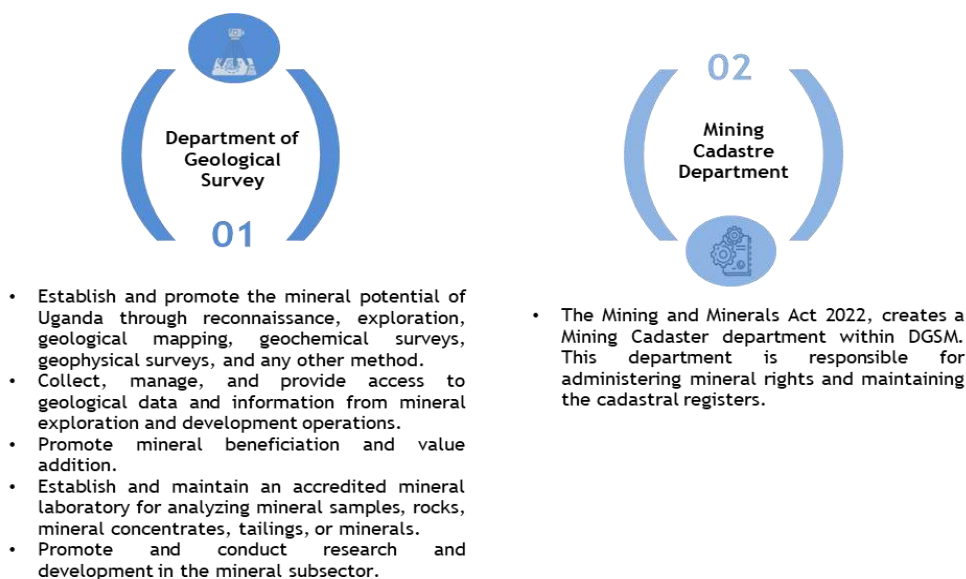 Department of
Geological
Survey
01
• Establish and promote the mineral potential of
Uganda through reconnaissance, exploration,
geological mapping, geochemical surveys,
geophysical surveys, and any other method.
• Collect, manage, and provide access to
geological data and information from mineral
exploration and development operations.
• Promote mineral beneficiation and value
addition.
• Establish and maintain an accredited mineral
laboratory for analyzing mineral samples, rocks,
mineral concentrates, tailings, or minerals.
• Promote and conduct research and
development in the mineral subsector.
02
Mining
Cadastre
Department
• The Mining and Minerals Act 2022, creates a
Mining Cadaster department within DGSM.
This department is responsible for
administering mineral rights and maintaining
the cadastral registers.